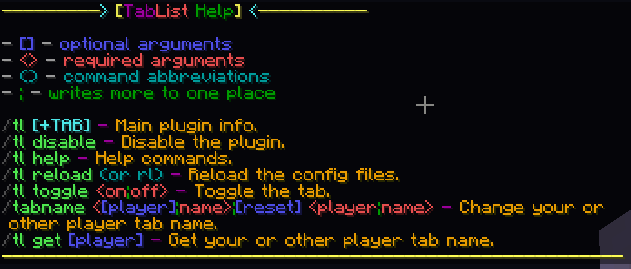 ──────────> [TabList Help] <───────────
- [] - optional arguments
- <> - required arguments
- () - command abbreviations
- ; - writes more to one place
/tl [+TAB] - Main plugin info.
/tl disable - Disable the plugin.
/tl help - Help commands.
/tl reload (or rl) - Reload the config files.
/tl toggle <on;off> - Toggle the tab.
/tabname <[player];name>;[reset] <player;name> - Change your or
other player tab name.
/tl get [player] - Get your or other player tab name.